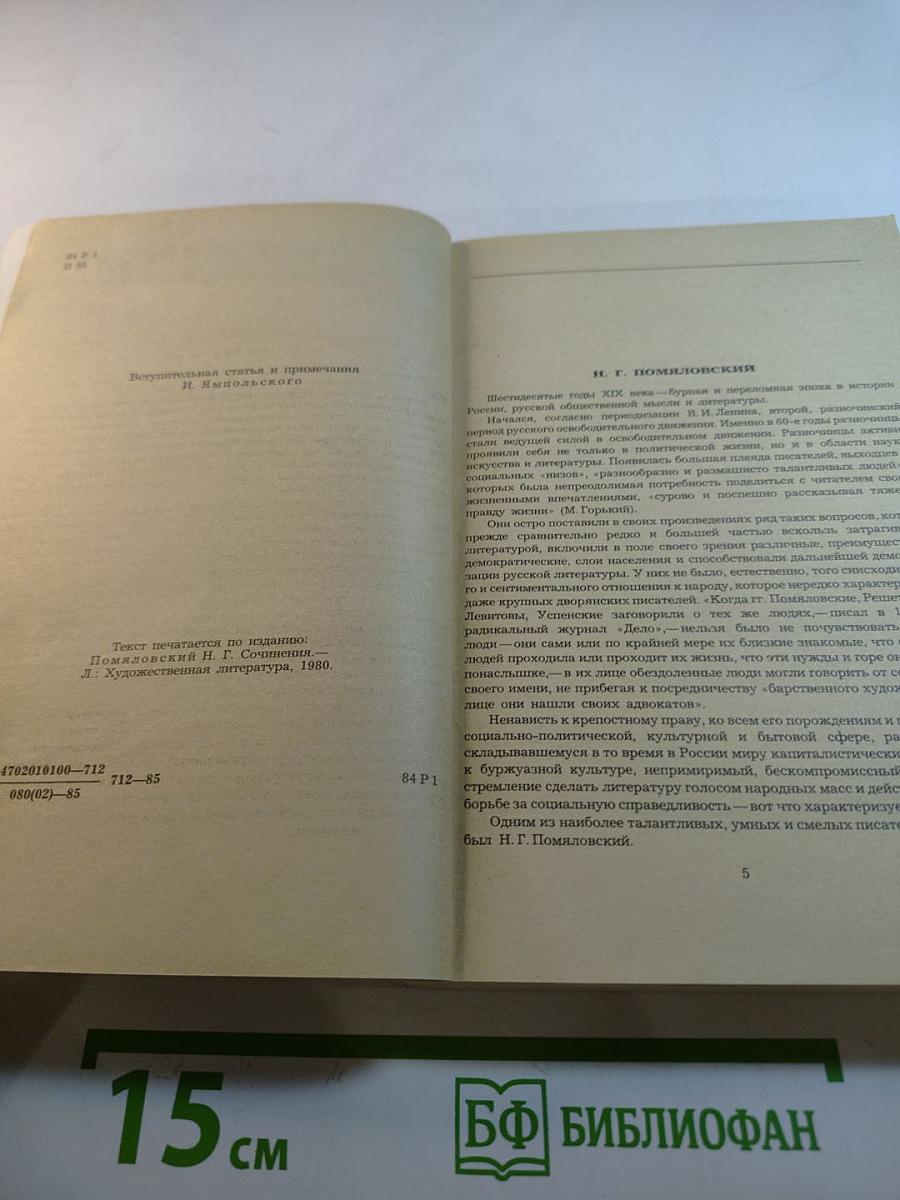 84 Р 1
П 55
Вступительная статья и примечания
И. Ямпольского
Текст печатается по изданию:
Помяловский Н. Г. Сочинения.—
Л.: Художественная литература, 1980.
4702010100—712
080(02)—85
712—85
84 Р 1
Н. Г. ПОМЯЛОВСКИЙ
Шестидесятые годы XIX века — бурная и переломная эпоха в истории
России, русской общественной мысли и литературы.
Начался, согласно периодизации В. И. Ленина, второй, разночинский
период русского освободительного движения. Именно в 60-е годы разночинцы
стали ведущей силой в освободительном движении. Разночинцы активн
проявили себя не только в политической жизни, но и в области наук
искусства и литературы. Появилась большая плеяда писателей, выходцев
социальных «низов», «разнообразно и размашисто талантливых людей»
которых была непреодолимая потребность поделиться с читателем сво
жизненными впечатлениями, «сурово и поспешно рассказывая тяже
правду жизни» (М. Горький).
Они остро поставили в своих произведениях ряд таких вопросов, кот
прежде сравнительно редко и большей частью вскользь затрагив
литературой, включили в поле своего зрения различные, преимущест
демократические, слои населения и способствовали дальнейшей демо
зации русской литературы. У них не было, естественно, того снисходи
го и сентиментального отношения к народу, которое нередко характер
даже крупных дворянских писателей. «Когда гг. Помяловские, Решет
Левитовы, Успенские заговорили о тех же людях,— писал в 1
радикальный журнал «Дело»,— нельзя было не почувствовать
люди — они сами или по крайней мере их близкие знакомые, что
людей проходила или проходит их жизнь, что эти нужды и горе он
понаслышке,— в их лице обездоленные люди могли говорить от се
своего имени, не прибегая к посредничеству «барственного худож
лице они нашли своих адвокатов».
Ненависть к крепостному праву, ко всем его порождениям и п
социально-политической, культурной и бытовой сфере, ра
складывавшемуся в то время в России миру капиталистически
к буржуазной культуре, непримиримый, бескомпромиссный
стремление сделать литературу голосом народных масс и дейс
борьбе за социальную справедливость — вот что характеризуе
Одним из наиболее талантливых, умных и смелых писате
был Н. Г. Помяловский.
5
15 см
БФ БИБЛИОФАН